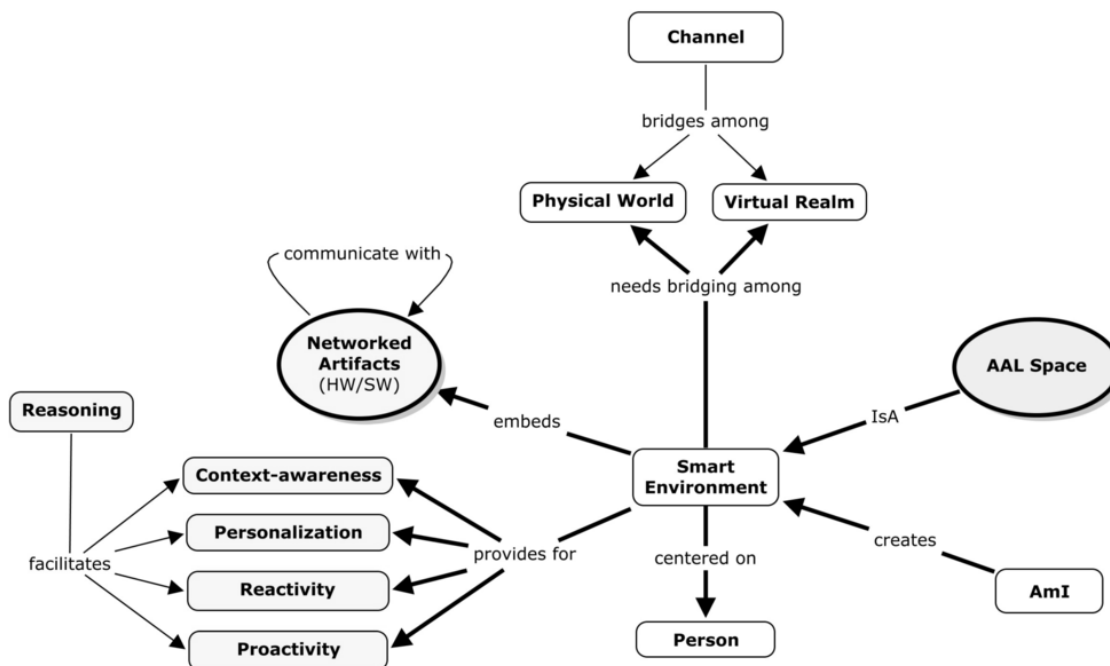 Channel
bridges among
Physical World
Virtual Realm
communicate with
needs bridging among
Networked
Artifacts
(HW/SW)
AAL Space
Reasoning
embeds
IsA
Context-awareness
Smart
Environment
Personalization
facilitates
provides for
centered on
creates
Reactivity
AmI
Proactivity
Person